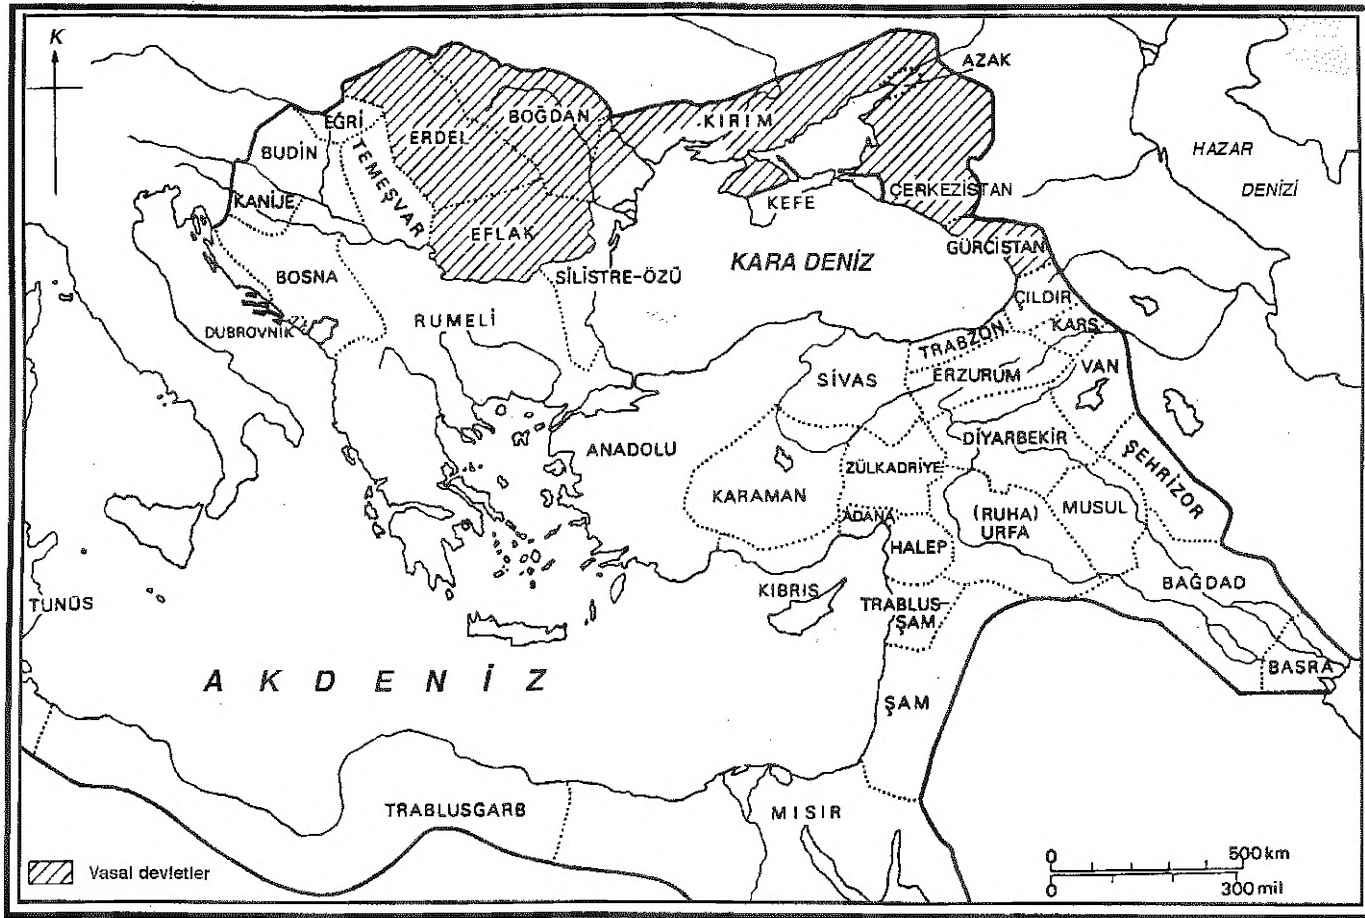 K
AZAK
EĞRİ
BOĞDAN
KIRIM
ERDEL
BUDİN
HAZAR
DENİZİ
TEMEŞVAR
KANİJE
ÇERKEZİSTAN
KEFE
EFLAK
GÜRCİSTAN
KARA DENİZ
BOSNA
SİLİSTRE-ÖZÜ
ÇILDIR
DUBROVNİK
RUMELİ
KARS
TRABZON
SİVAS
ERZURUM
VAN
ANADOLU
DİYARBEKİR
ZÜLKADRİYE
ŞEHRİZOR
KARAMAN
(RUHA)
URFA
MUSUL
ADANA
HALEP
KIBRIS
BAĞDAD
TUNUS
TRABLUS-
ŞAM
BASRA
AKDENİZ
ŞAM
TRABLUSGARB
MISIR
Vasal devletler
0 500 km
0 300 mil